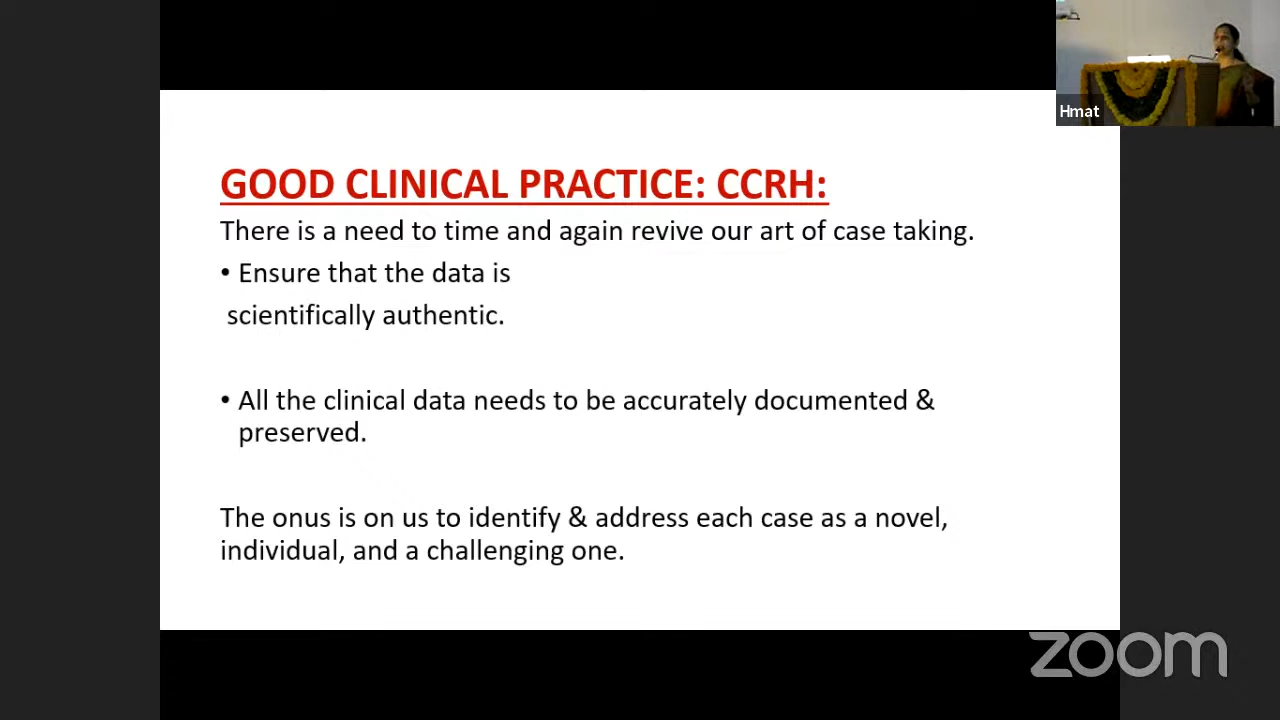 Hmat
GOOD CLINICAL PRACTICE: CCRH:
There is a need to time and again revive our art of case taking.
• Ensure that the data is
scientifically authentic.
• All the clinical data needs to be accurately documented &
preserved.
The onus is on us to identify & address each case as a novel,
individual, and a challenging one.
zoom